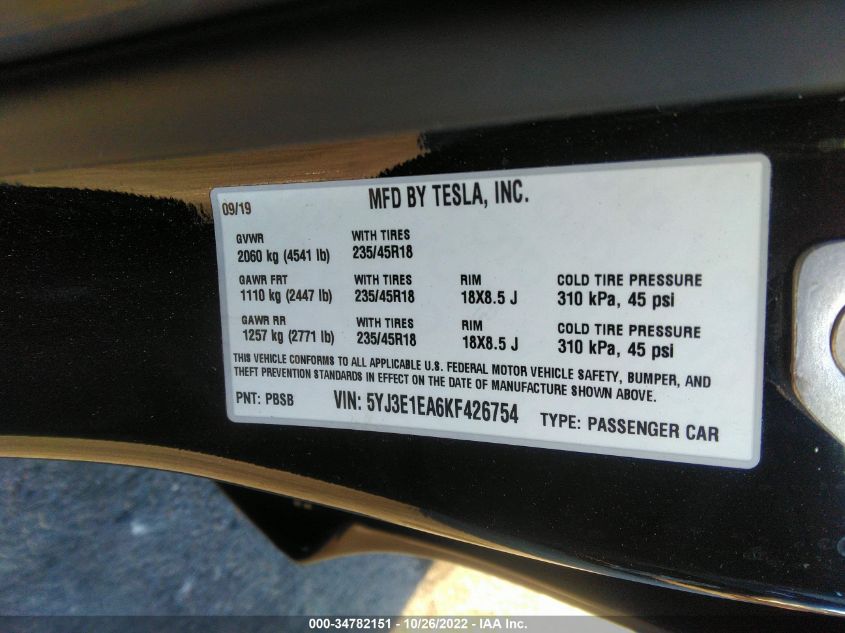 09/19 MFD BY TESLA, INC.
GVWR WITH TIRES
2060 kg (4541 lb) 235/45R18
GAWR FRT WITH TIRES RIM COLD TIRE PRESSURE
1110 kg (2447 lb) 235/45R18 18X8.5 J 310 kPa, 45 psi
GAWR RR WITH TIRES RIM COLD TIRE PRESSURE
1257 kg (2771 lb) 235/45R18 18X8.5 J 310 kPa, 45 psi
THIS VEHICLE CONFORMS TO ALL APPLICABLE U.S. FEDERAL MOTOR VEHICLE SAFETY, BUMPER, AND
THEFT PREVENTION STANDARDS IN EFFECT ON THE DATE OF MANUFACTURE SHOWN ABOVE.
PNT: PBSB VIN: 5YJ3E1EA6KF426754 TYPE: PASSENGER CAR
000-34782151 - 10/26/2022 - IAA Inc.